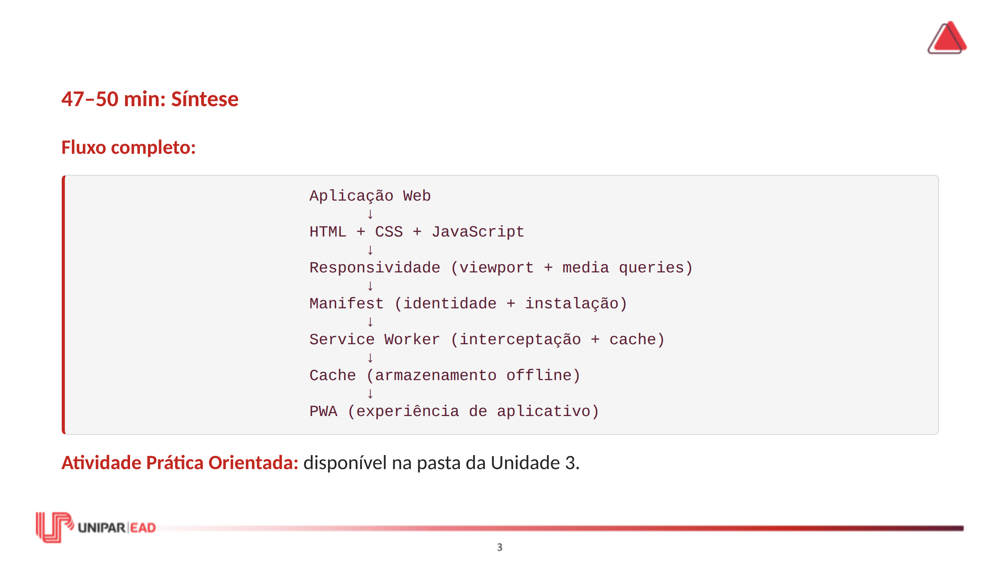 47–50 min: Síntese
Fluxo completo:
Aplicação Web
↓
HTML + CSS + JavaScript
↓
Responsividade (viewport + media queries)
↓
Manifest (identidade + instalação)
↓
Service Worker (interceptação + cache)
↓
Cache (armazenamento offline)
↓
PWA (experiência de aplicativo)
Atividade Prática Orientada: disponível na pasta da Unidade 3.
UNIPAR|EAD
3